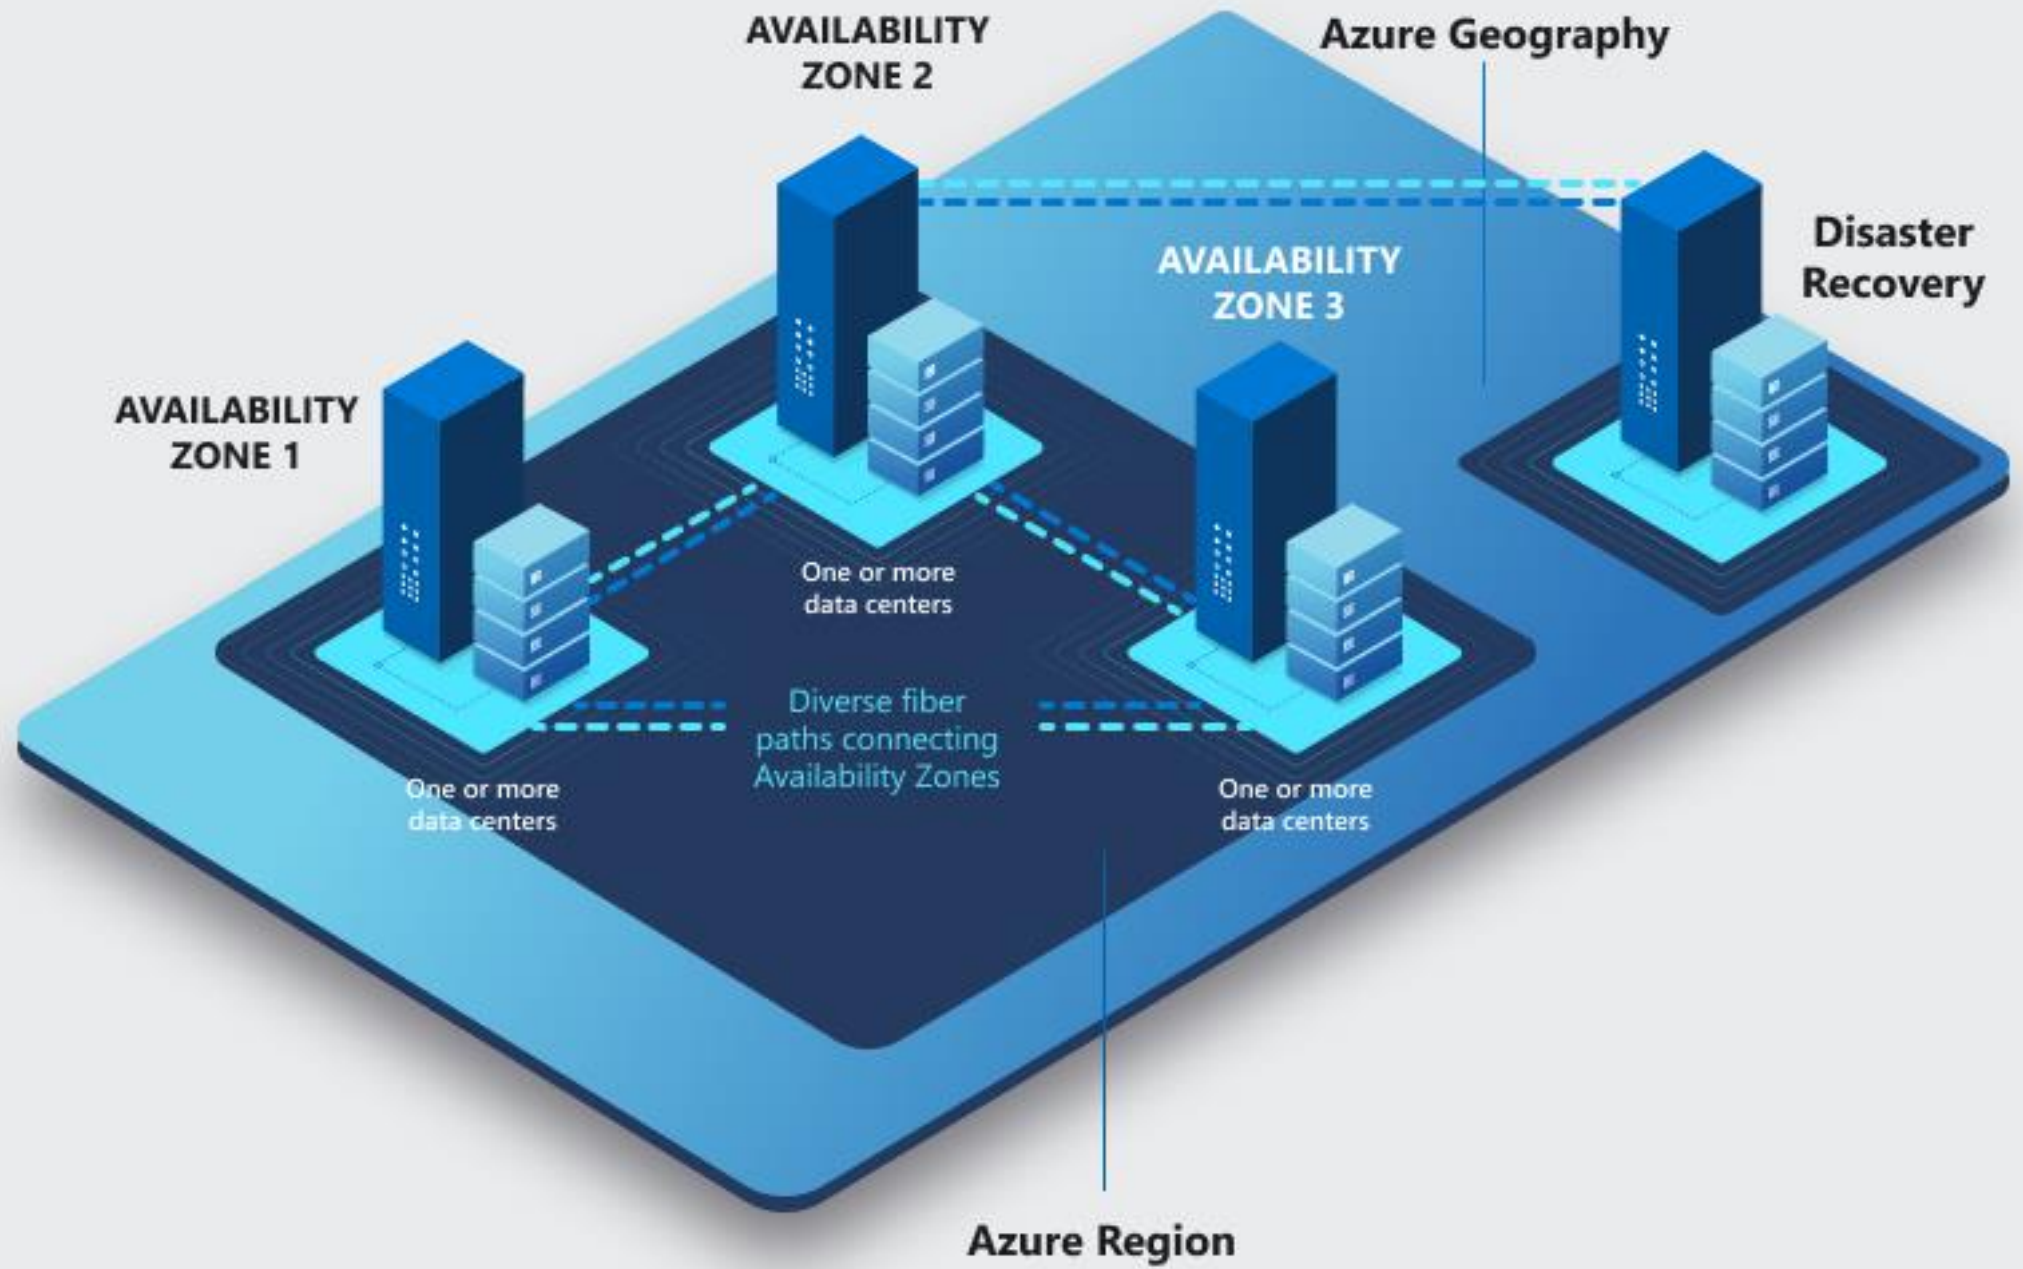 AVAILABILITY
ZONE 2
Azure Geography
Disaster
Recovery
AVAILABILITY
ZONE 3
AVAILABILITY
ZONE 1
One or more
data centers
Diverse fiber
paths connecting
Availability Zones
One or more
data centers
One or more
data centers
Azure Region